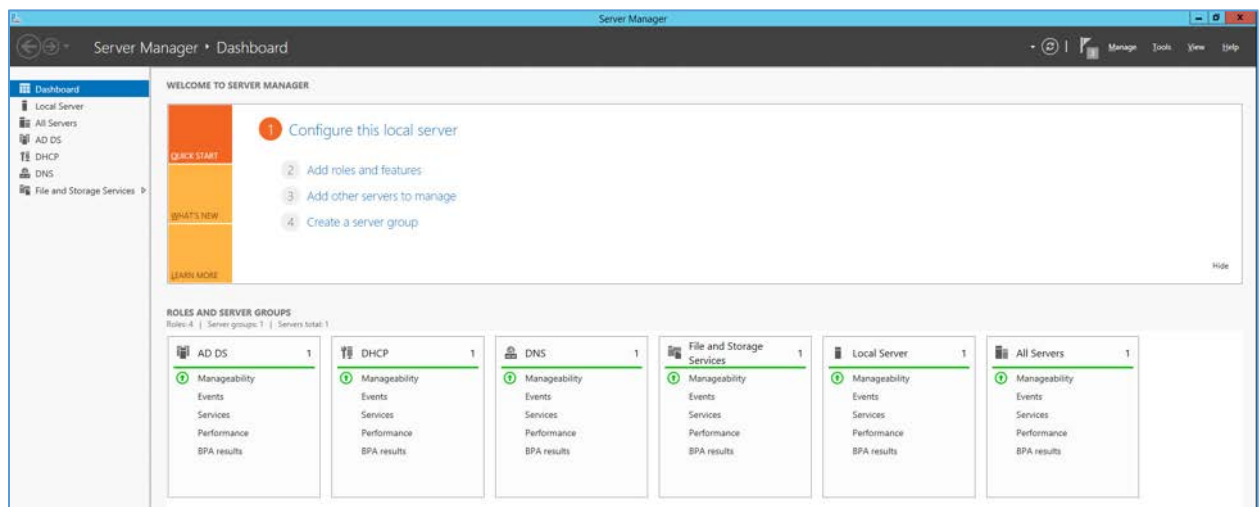 Server Manager
Server Manager • Dashboard
Manage Tools View Help
Dashboard
Local Server
All Servers
AD DS
DHCP
DNS
File and Storage Services
WELCOME TO SERVER MANAGER
QUICK START
WHAT'S NEW
LEARN MORE
1 Configure this local server
2 Add roles and features
3 Add other servers to manage
4 Create a server group
Hide
ROLES AND SERVER GROUPS
Roles: 4 | Server groups: 1 | Servers total: 1
AD DS 1
Manageability
Events
Services
Performance
BPA results
DHCP 1
Manageability
Events
Services
Performance
BPA results
DNS 1
Manageability
Events
Services
Performance
BPA results
File and Storage
Services 1
Manageability
Events
Services
Performance
BPA results
Local Server 1
Manageability
Events
Services
Performance
BPA results
All Servers 1
Manageability
Events
Services
Performance
BPA results